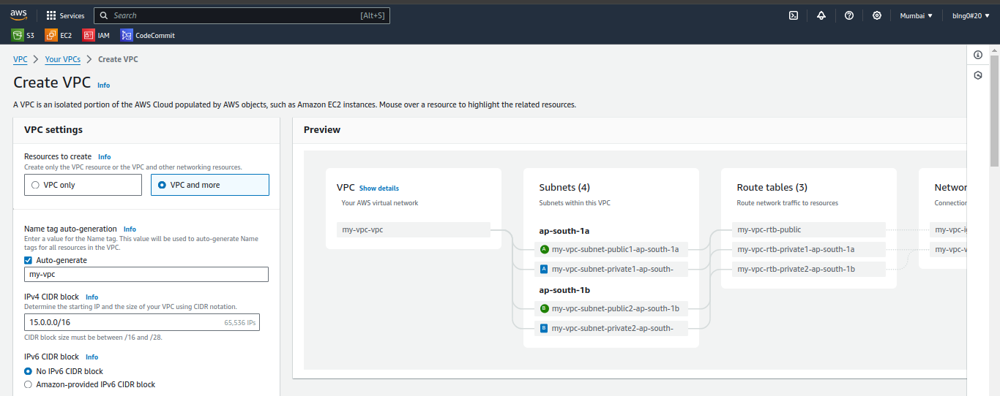 aws Services Search [Alt+S] Mumbai ▼ blng0#20 ▼
S3 EC2 IAM CodeCommit
VPC > Your VPCs > Create VPC
Create VPC Info
A VPC is an isolated portion of the AWS Cloud populated by AWS objects, such as Amazon EC2 instances. Mouse over a resource to highlight the related resources.
VPC settings
Resources to create Info
Create only the VPC resource or the VPC and other networking resources.
VPC only VPC and more
Name tag auto-generation Info
Enter a value for the Name tag. This value will be used to auto-generate Name
tags for all resources in the VPC.
Auto-generate
my-vpc
IPv4 CIDR block Info
Determine the starting IP and the size of your VPC using CIDR notation.
15.0.0.0/16 65,536 IPs
CIDR block size must be between /16 and /28.
IPv6 CIDR block Info
No IPv6 CIDR block
Amazon-provided IPv6 CIDR block
Preview
VPC Show details
Your AWS virtual network
my-vpc-vpc
Subnets (4)
Subnets within this VPC
ap-south-1a
A my-vpc-subnet-public1-ap-south-1a
A my-vpc-subnet-private1-ap-south-
ap-south-1b
B my-vpc-subnet-public2-ap-south-1b
B my-vpc-subnet-private2-ap-south-
Route tables (3)
Route network traffic to resources
my-vpc-rtb-public
my-vpc-rtb-private1-ap-south-1a
my-vpc-rtb-private2-ap-south-1b
Networ
Connection
my-vpc-i
my-vpc-v